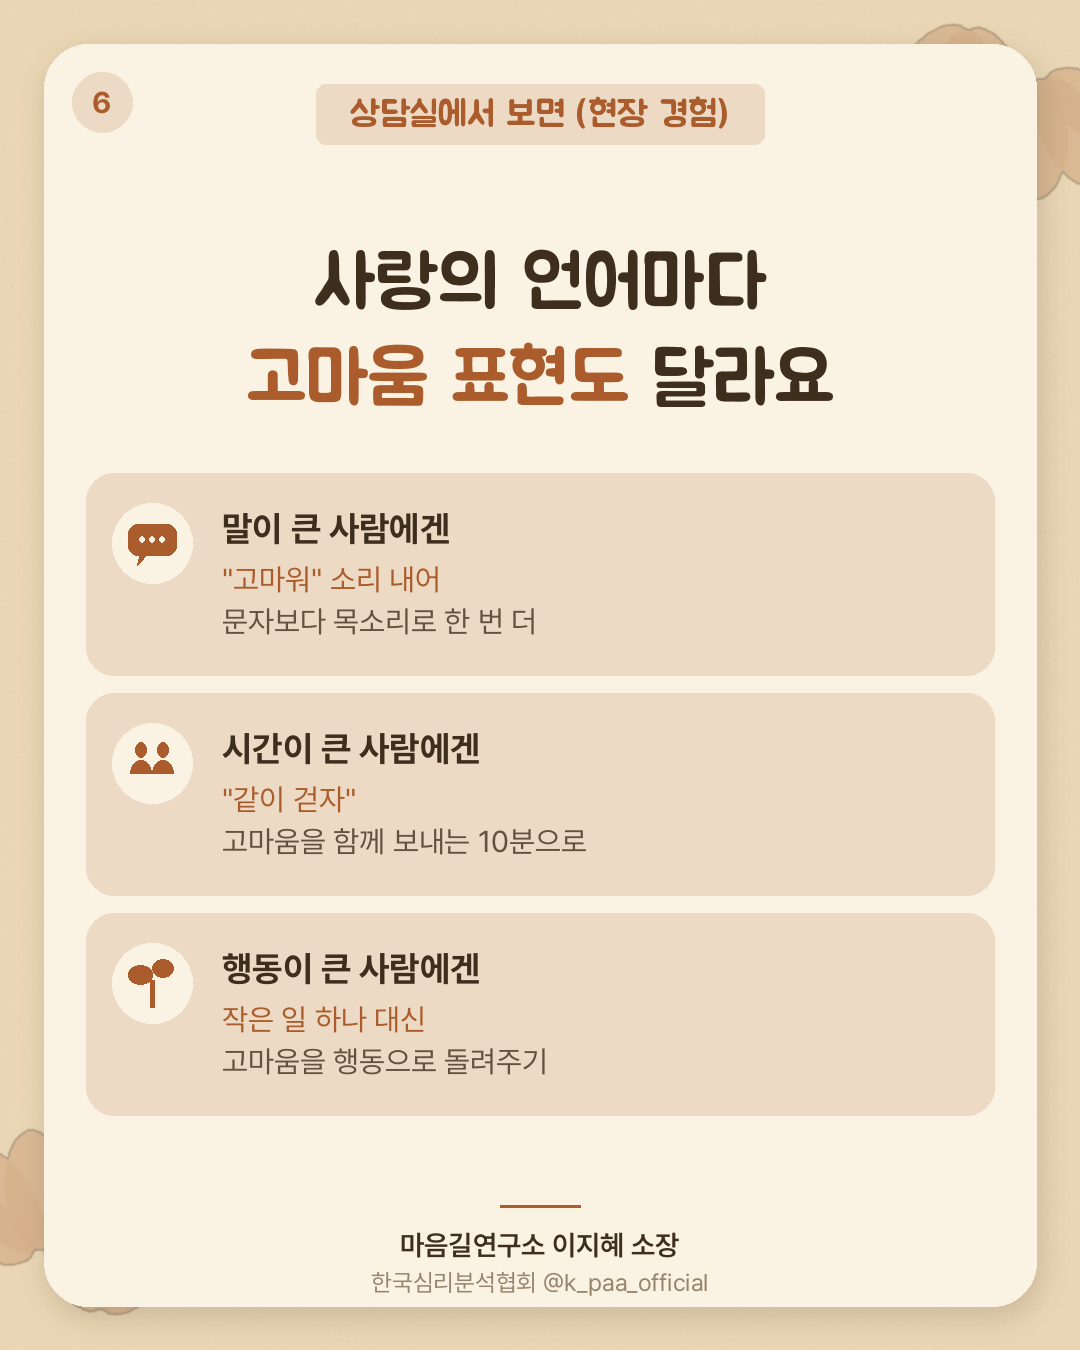 6
상담실에서 보면 (현장 경험)
사랑의 언어마다
고마움 표현도 달라요
말이 큰 사람에겐
"고마워" 소리 내어
문자보다 목소리로 한 번 더
시간이 큰 사람에겐
"같이 걷자"
고마움을 함께 보내는 10분으로
행동이 큰 사람에겐
작은 일 하나 대신
고마움을 행동으로 돌려주기
마음길연구소 이지혜 소장
한국심리분석협회 @k_paa_official